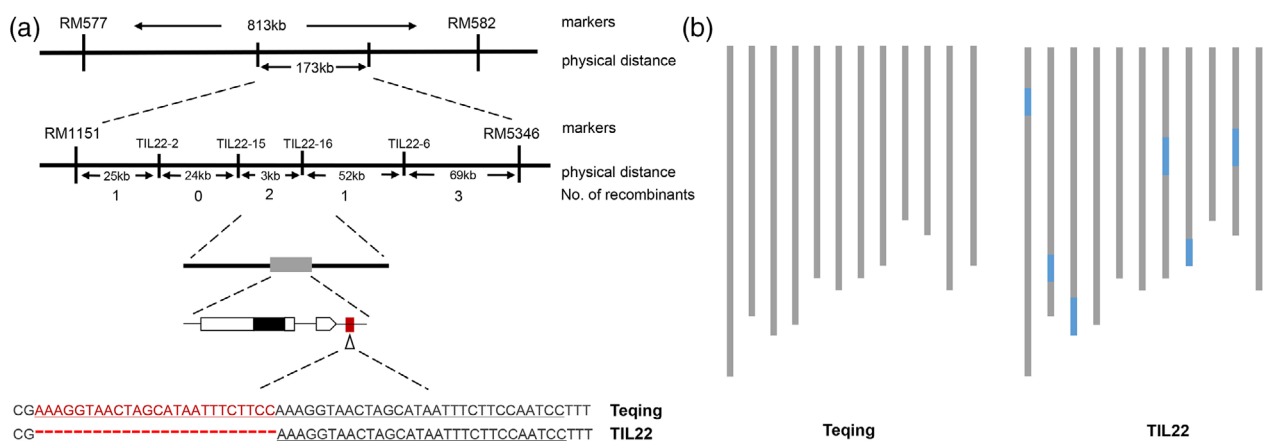 (a)
RM577 813kb RM582 markers
173kb physical distance
RM1151 TIL22-2 TIL22-15 TIL22-16 TIL22-6 RM5346 markers
25kb 24kb 3kb 52kb 69kb physical distance
1 0 2 1 3 No. of recombinants
CGAAAGGTAACTAGCATAATTTCTTCCAAAGGTAACTAGCATAATTTCTTCCAATCCTTT Teqing
CG AAAGGTAACTAGCATAATTTCTTCCAATCCTTT TIL22
(b)
Teqing TIL22